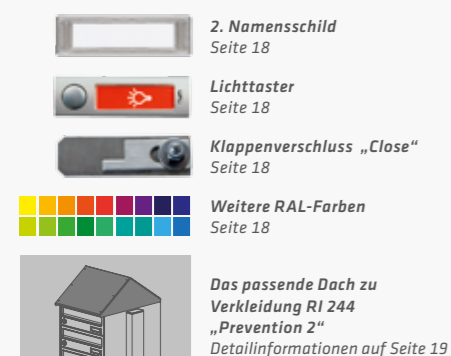 2. Namensschild
Seite 18
Lichttaster
Seite 18
Klappenverschluss „Close“
Seite 18
Weitere RAL-Farben
Seite 18
Das passende Dach zu
Verkleidung RI 244
„Prevention 2“
Detailinformationen auf Seite 19